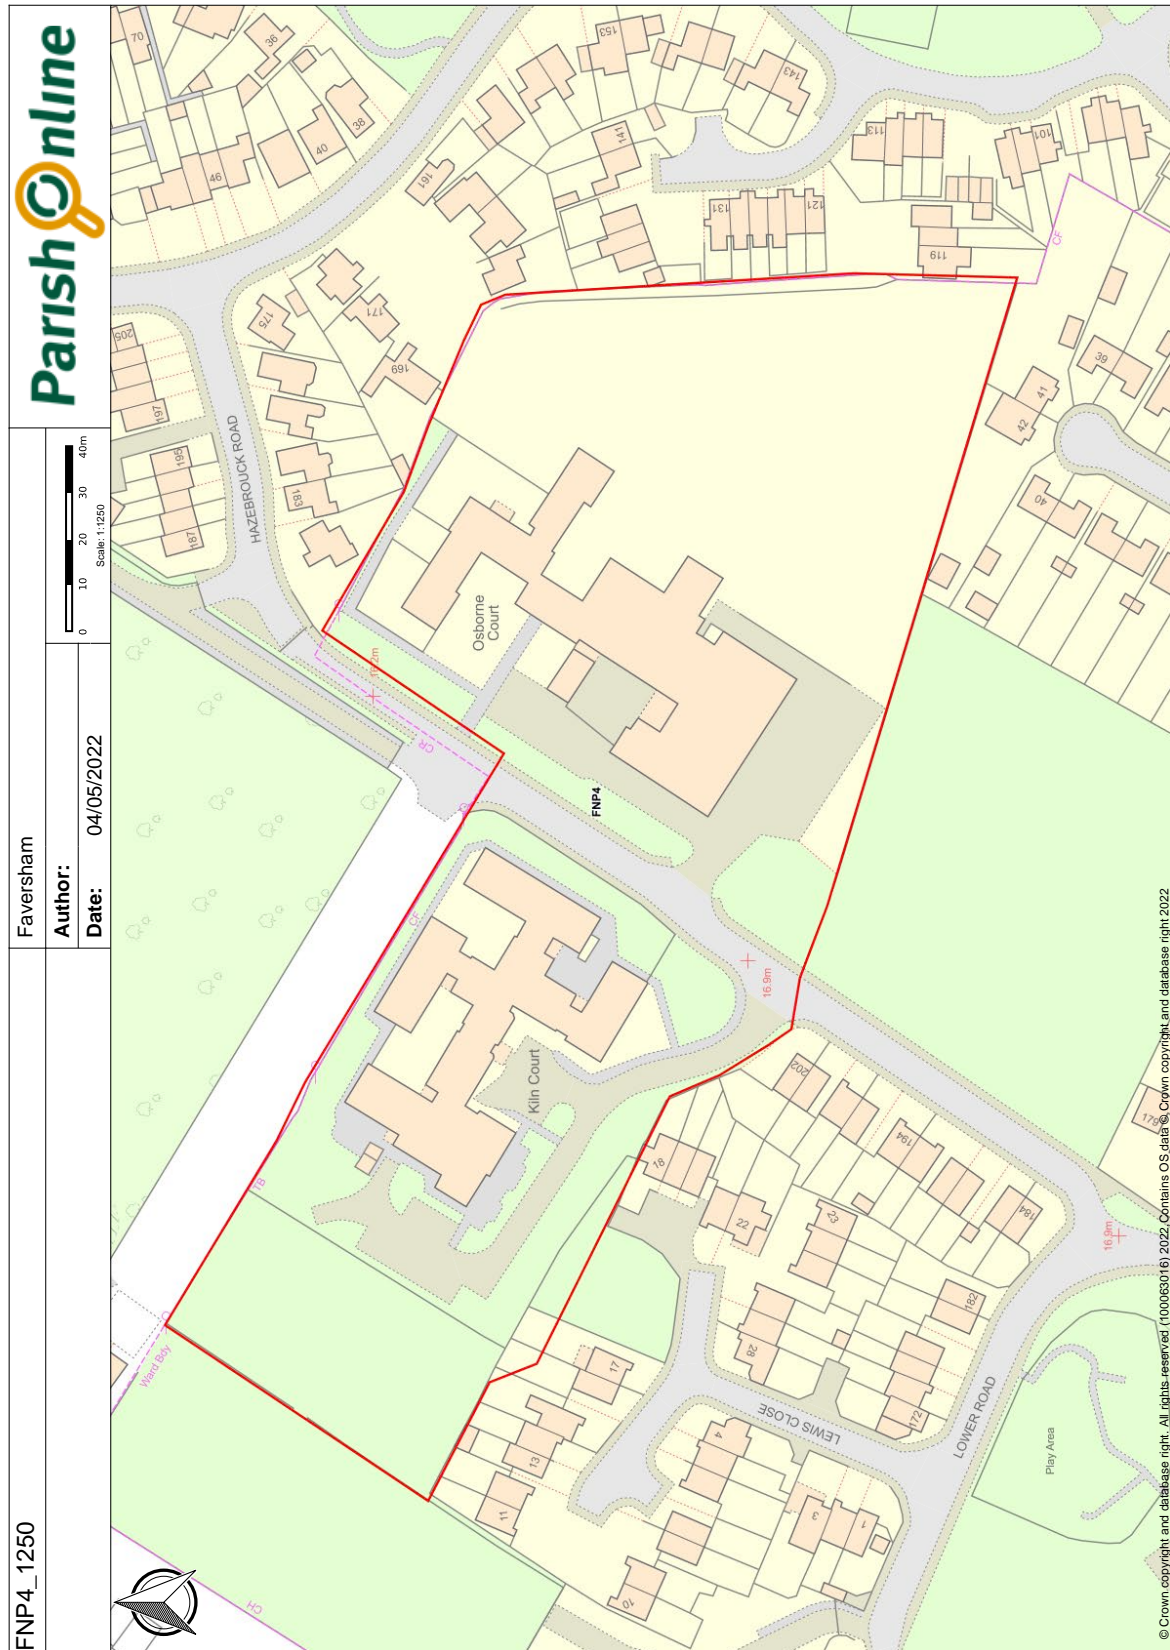 FNP4_1250
Faversham
Author:
Date: 04/05/2022
0 10 20 30 40m
Scale: 1:1250
Parish Online
CH
Ward Bdy
TB
CF
CR
16.2m
HAZEBROUCK ROAD
187
195
197
205
183
175
171
169
161
70
36
38
40
46
153
143
141
131
121
113
101
119
CF
Osborne
Court
FNP4
Kiln Court
16.9m
39
41
42
40
202
194
184
18
22
23
28
182
172
17
13
11
4
3
1
10
LEWIS CLOSE
LOWER ROAD
Play Area
16.9m
© Crown copyright and database right. All rights reserved (100063016) 2022 Contains OS data © Crown copyright and database right 2022